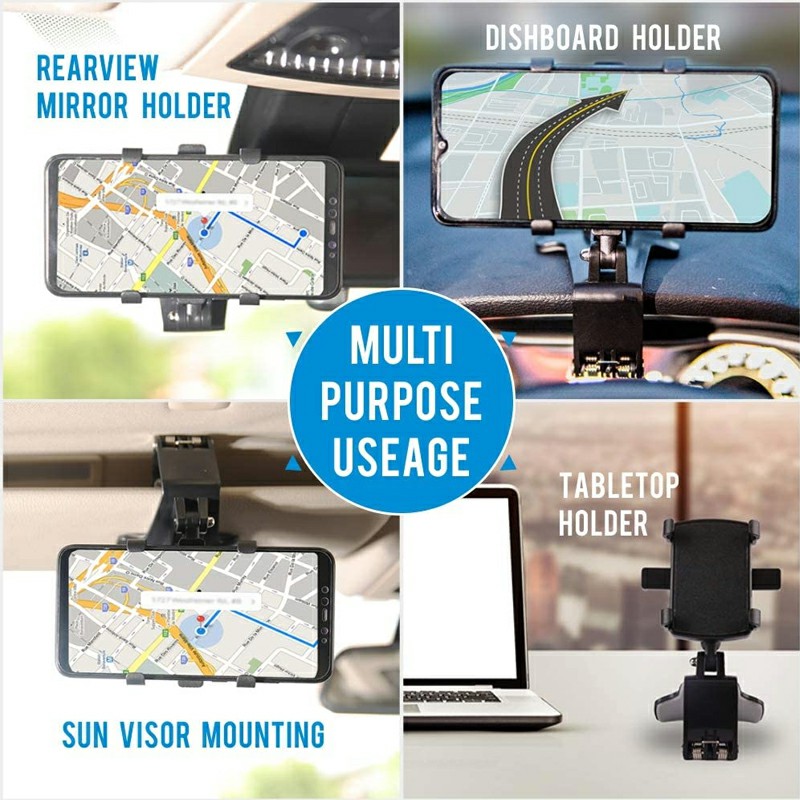 REARVIEW
MIRROR HOLDER
DISHBOARD HOLDER
MULTI
PURPOSE
USEAGE
TABLETOP
HOLDER
SUN VISOR MOUNTING